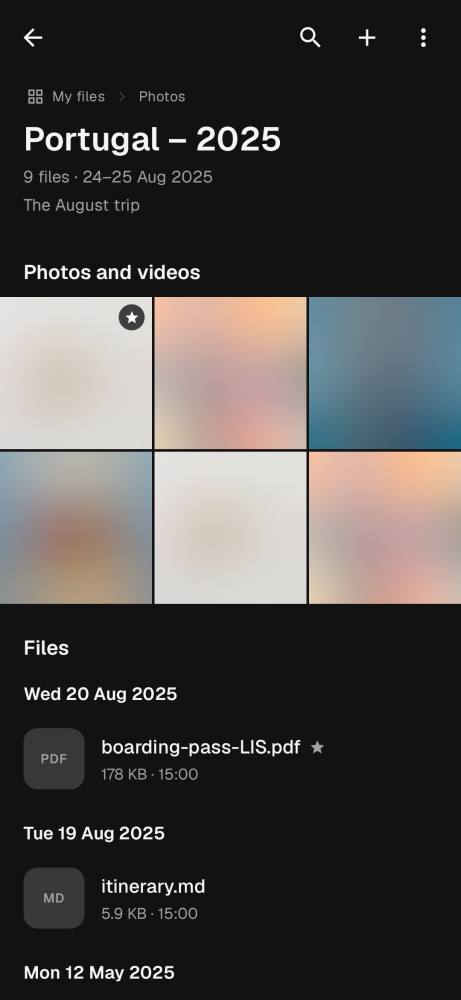 My files > Photos
Portugal – 2025
9 files · 24–25 Aug 2025
The August trip
Photos and videos
Files
Wed 20 Aug 2025
PDF
boarding-pass-LIS.pdf
178 KB · 15:00
Tue 19 Aug 2025
MD
itinerary.md
5.9 KB · 15:00
Mon 12 May 2025